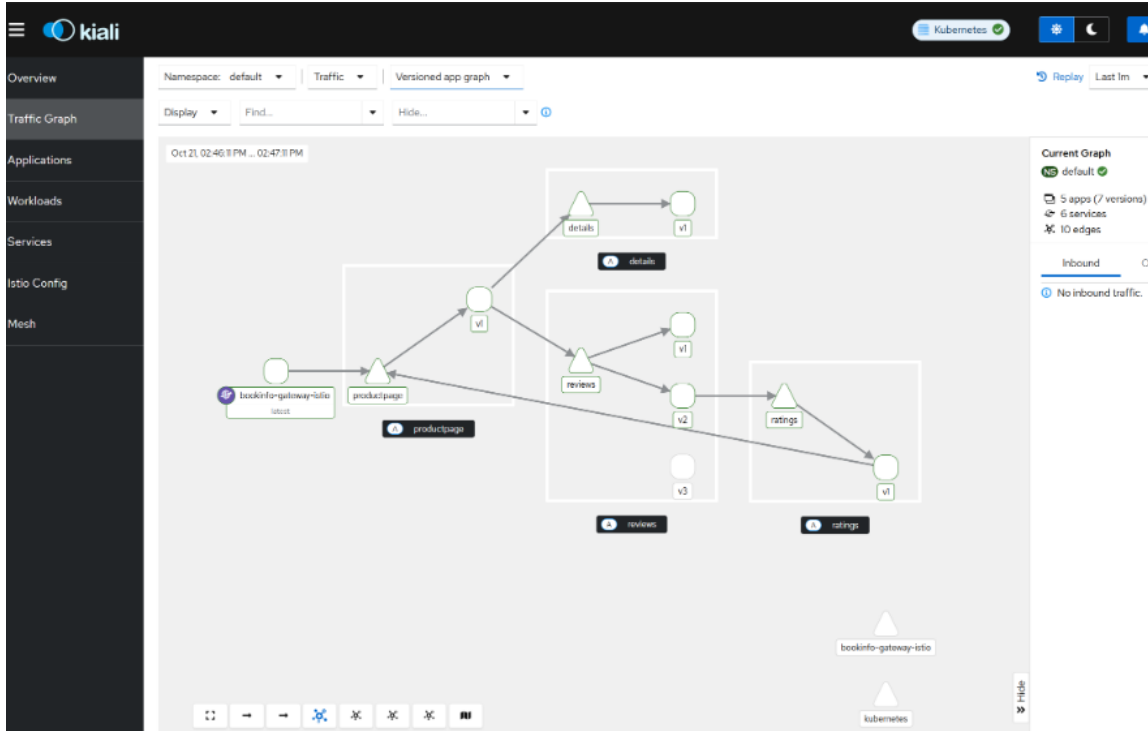 kiali
Kubernetes
Overview
Traffic Graph
Applications
Workloads
Services
Istio Config
Mesh
Namespace: default
Traffic
Versioned app graph
Replay
Last 1m
Display
Find...
Hide...
Oct 21, 02:46:11 PM ... 02:47:11 PM
Current Graph
NS default
5 apps (7 versions)
6 services
10 edges
Inbound
No inbound traffic.
details
v1
A details
v1
v1
reviews
bookinfo-gateway-istio
latest
productpage
v2
ratings
A productpage
v3
v1
A reviews
A ratings
bookinfo-gateway-istio
Hide
kubernetes